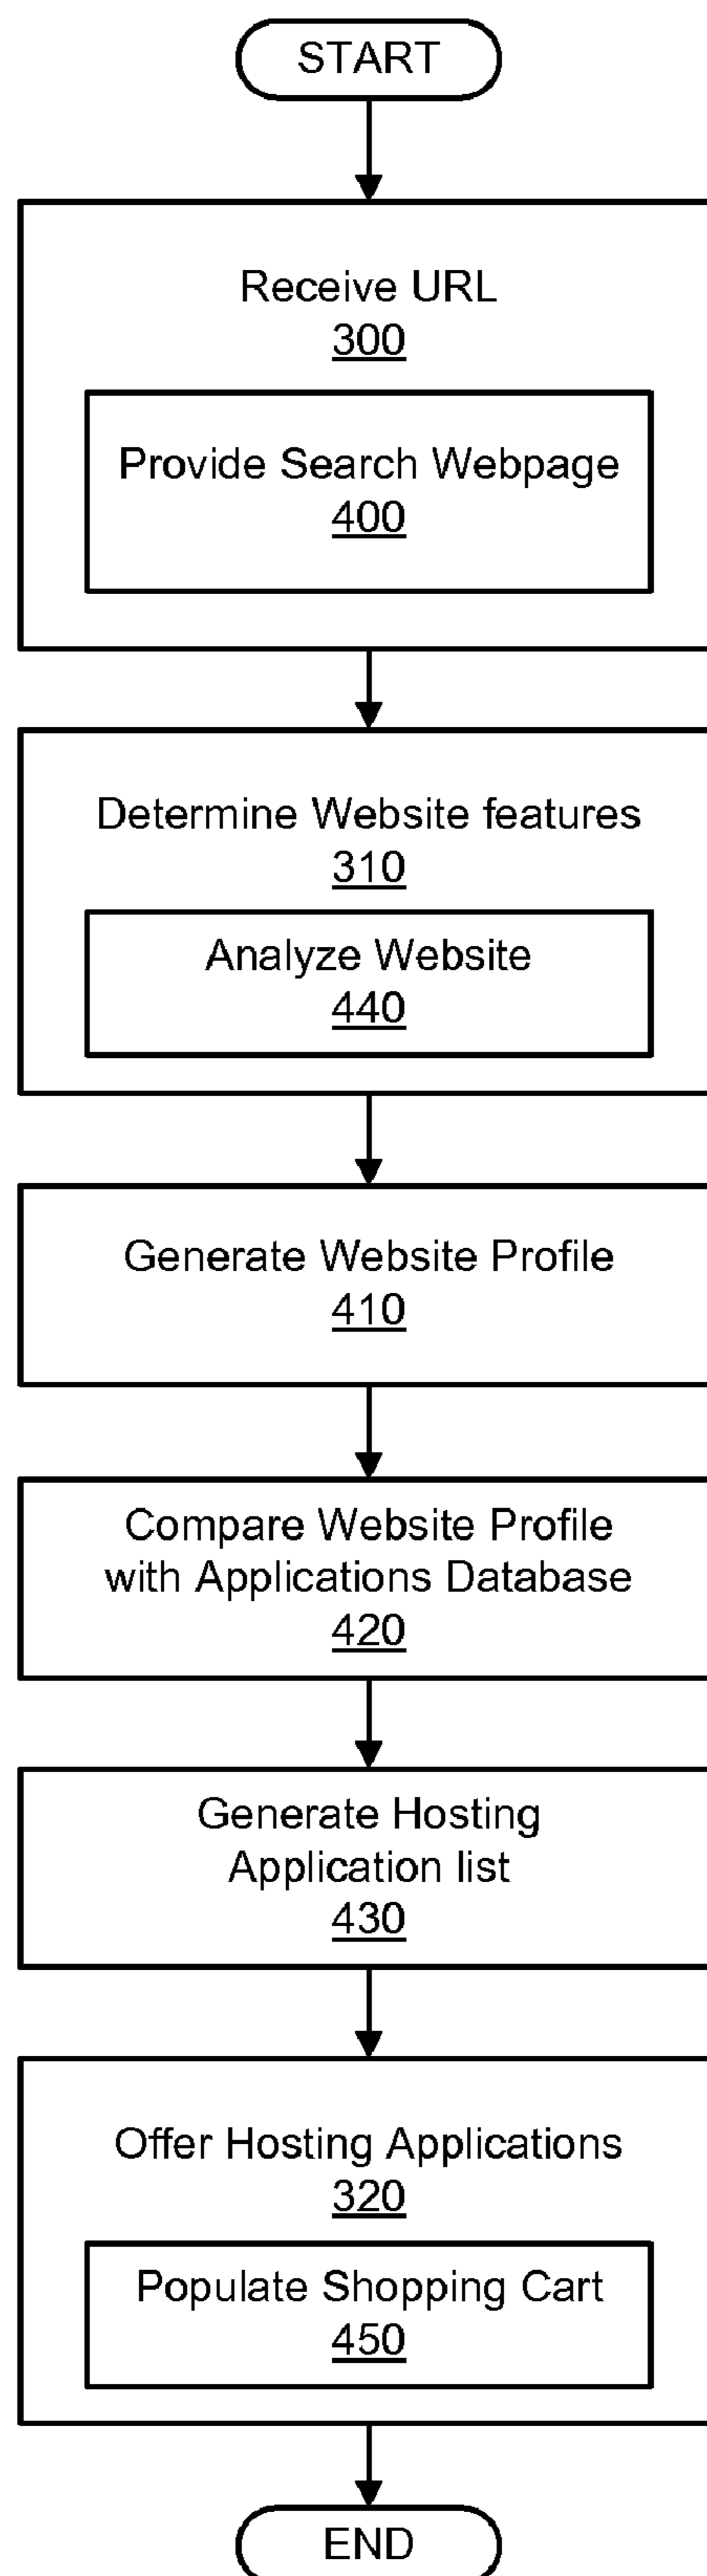 START
Receive URL
300
Provide Search Webpage
400
Determine Website features
310
Analyze Website
440
Generate Website Profile
410
Compare Website Profile
with Applications Database
420
Generate Hosting
Application list
430
Offer Hosting Applications
320
Populate Shopping Cart
450
END